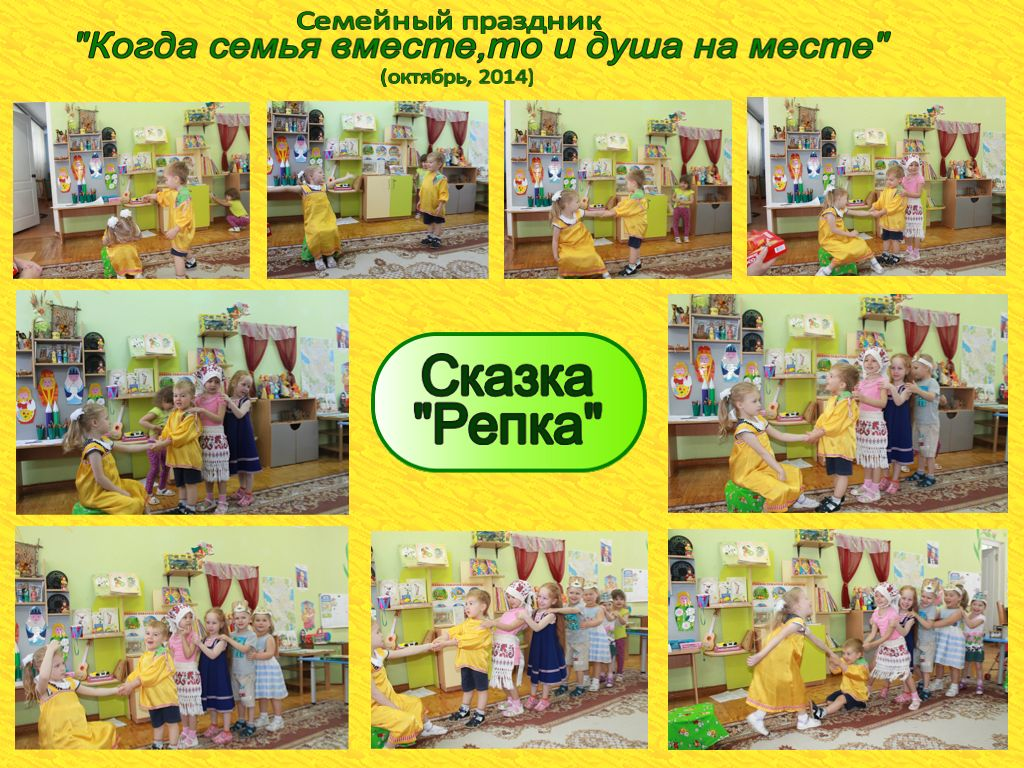 Семейный праздник
"Когда семья вместе,то и душа на месте"
(октябрь, 2014)
Сказка
"Репка"